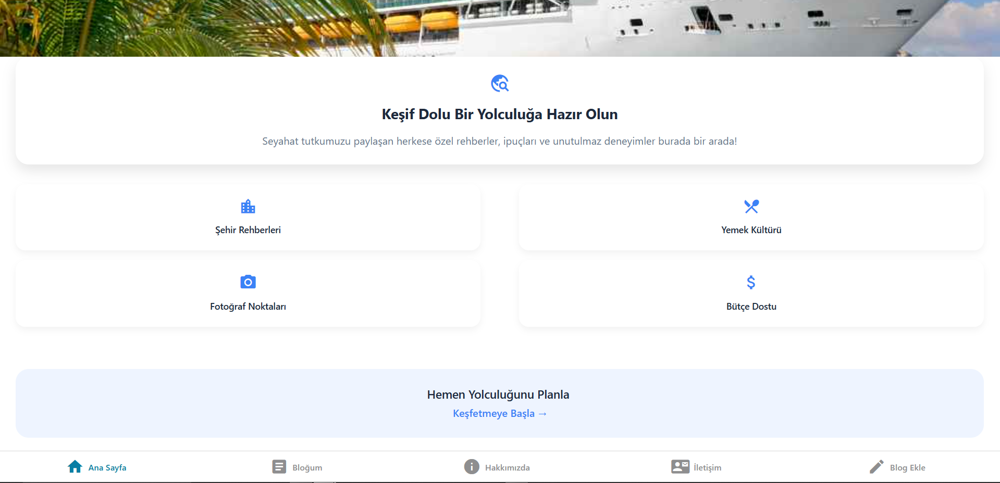 Keşif Dolu Bir Yolculuğa Hazır Olun
Seyahat tutkumuzu paylaşan herkese özel rehberler, ipuçları ve unutulmaz deneyimler burada bir arada!
Şehir Rehberleri
Yemek Kültürü
Fotoğraf Noktaları
Bütçe Dostu
Hemen Yolculuğunu Planla
Keşfetmeye Başla →
Ana Sayfa
Bloğum
Hakkımızda
İletişim
Blog Ekle